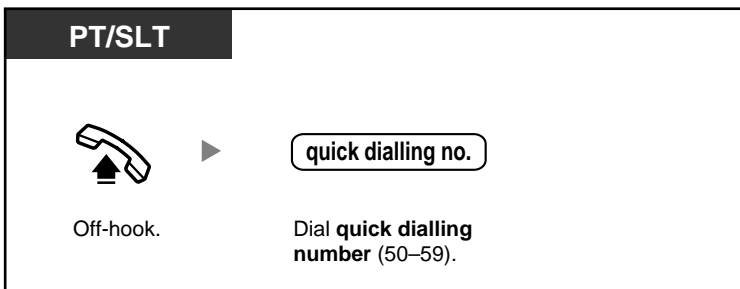 PT/SLT
quick dialling no.
Off-hook.
Dial quick dialling
number (50–59).